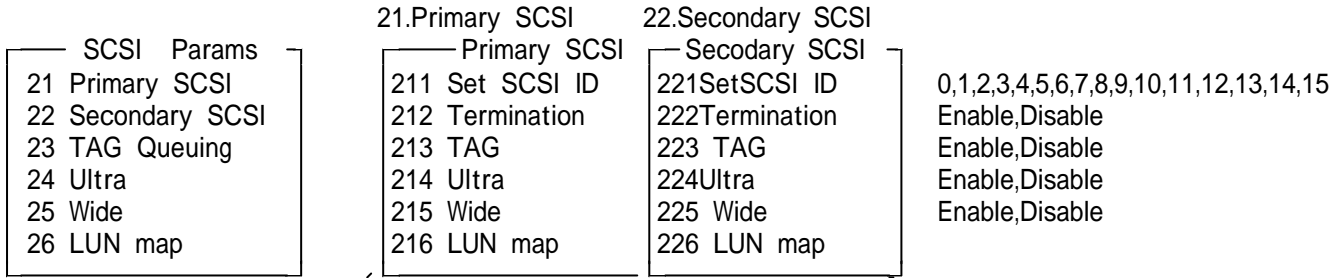 21.Primary SCSI 22.Secondary SCSI
SCSI Params Primary SCSI Secodary SCSI
21 Primary SCSI 211 Set SCSI ID 221SetSCSI ID 0,1,2,3,4,5,6,7,8,9,10,11,12,13,14,15
22 Secondary SCSI 212 Termination 222Termination Enable,Disable
23 TAG Queuing 213 TAG 223 TAG Enable,Disable
24 Ultra 214 Ultra 224Ultra Enable,Disable
25 Wide 215 Wide 225 Wide Enable,Disable
26 LUN map 216 LUN map 226 LUN map